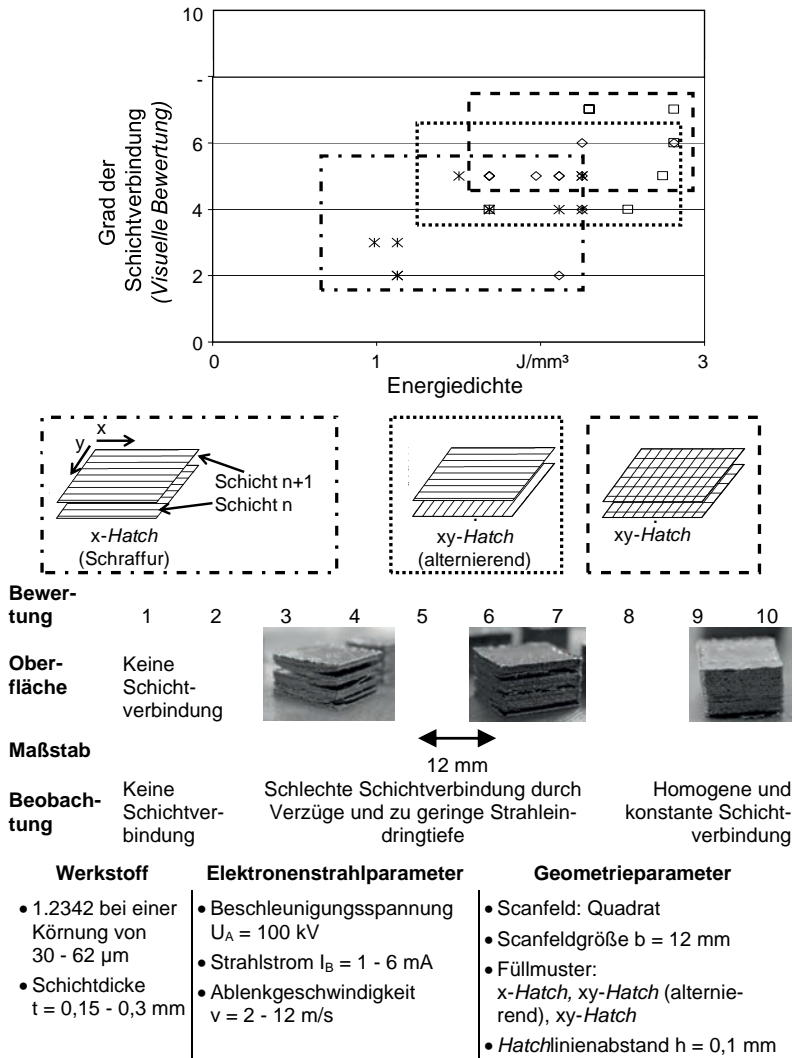 10
-
6
4
2
0
Grad der
Schichtverbindung
(Visuelle Bewertung)
0 1 J/mm³ 3
Energiedichte
x
y
Schicht n+1
Schicht n
x-Hatch
(Schraffur)
xy-Hatch
(alternierend)
xy-Hatch
Bewer-
tung 1 2 3 4 5 6 7 8 9 10
Ober-
fläche
Keine
Schicht-
verbindung
Maßstab
12 mm
Beobach-
tung
Keine
Schichtver-
bindung
Schlechte Schichtverbindung durch
Verzüge und zu geringe Strahlein-
dringtiefe
Homogene und
konstante Schicht-
verbindung
Werkstoff
• 1.2342 bei einer
Körnung von
30 - 62 µm
• Schichtdicke
t = 0,15 - 0,3 mm
Elektronenstrahlparameter
• Beschleunigungsspannung
U_A = 100 kV
• Strahlstrom I_B = 1 - 6 mA
• Ablenkgeschwindigkeit
v = 2 - 12 m/s
Geometrieparameter
• Scanfeld: Quadrat
• Scanfeldgröße b = 12 mm
• Füllmuster:
x-Hatch, xy-Hatch (alternie-
rend), xy-Hatch
• Hatchlinienabstand h = 0,1 mm